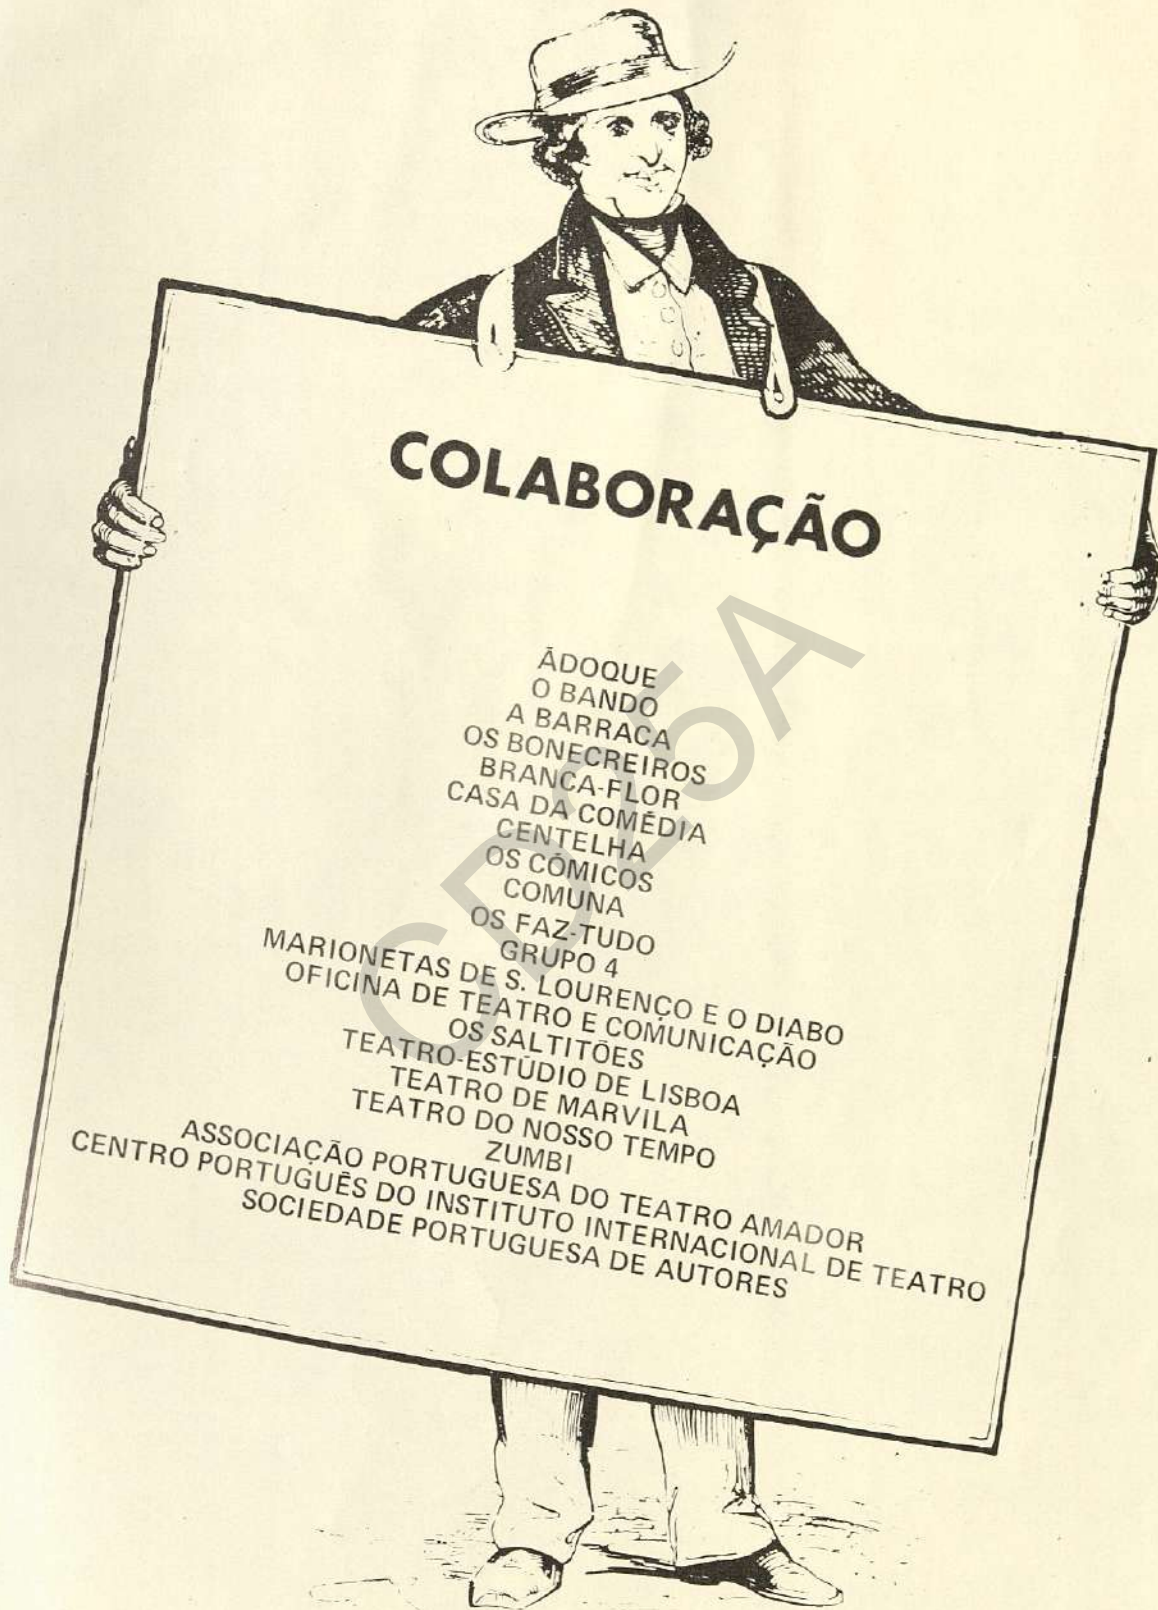 COLABORAÇÃO
ÁDOQUE
O BANDO
A BARRACA
OS BONECREIROS
BRANCA-FLOR
CASA DA COMÉDIA
CENTELHA
OS CÓMICOS
COMUNA
OS FAZ-TUDO
GRUPO 4
MARIONETAS DE S. LOURENÇO E O DIABO
OFICINA DE TEATRO E COMUNICAÇÃO
OS SALTITÕES
TEATRO-ESTÚDIO DE LISBOA
TEATRO DE MARVILA
TEATRO DO NOSSO TEMPO
ZUMBI
ASSOCIAÇÃO PORTUGUESA DO TEATRO AMADOR
CENTRO PORTUGUÊS DO INSTITUTO INTERNACIONAL DE TEATRO
SOCIEDADE PORTUGUESA DE AUTORES
CD25A